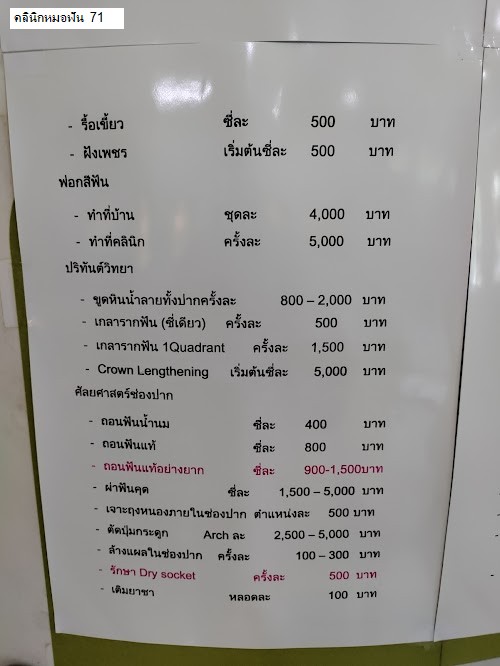 คลินิกหมอฟัน 71
- รื้อเขี้ยว ซี่ละ 500 บาท
- ฝังเพชร เริ่มต้นซี่ละ 500 บาท
ฟอกสีฟัน
- ทำที่บ้าน ชุดละ 4,000 บาท
- ทำที่คลินิก ครั้งละ 5,000 บาท
ปริทันต์วิทยา
- ขูดหินน้ำลายทั้งปากครั้งละ 800 – 2,000 บาท
- เกลารากฟัน (ซี่เดียว) ครั้งละ 500 บาท
- เกลารากฟัน 1Quadrant ครั้งละ 1,500 บาท
- Crown Lengthening เริ่มต้นซี่ละ 5,000 บาท
ศัลยศาสตร์ช่องปาก
- ถอนฟันน้ำนม ซี่ละ 400 บาท
- ถอนฟันแท้ ซี่ละ 800 บาท
- ถอนฟันแท้อย่างยาก ซี่ละ 900-1,500บาท
- ผ่าฟันคุด ซี่ละ 1,500 – 5,000 บาท
- เจาะถุงหนองภายในช่องปาก ตำแหน่งละ 500 บาท
- ตัดปุ่มกระดูก Arch ละ 2,500 – 5,000 บาท
- ล้างแผลในช่องปาก ครั้งละ 100 – 300 บาท
- รักษา Dry socket ครั้งละ 500 บาท
- เติมยาชา หลอดละ 100 บาท